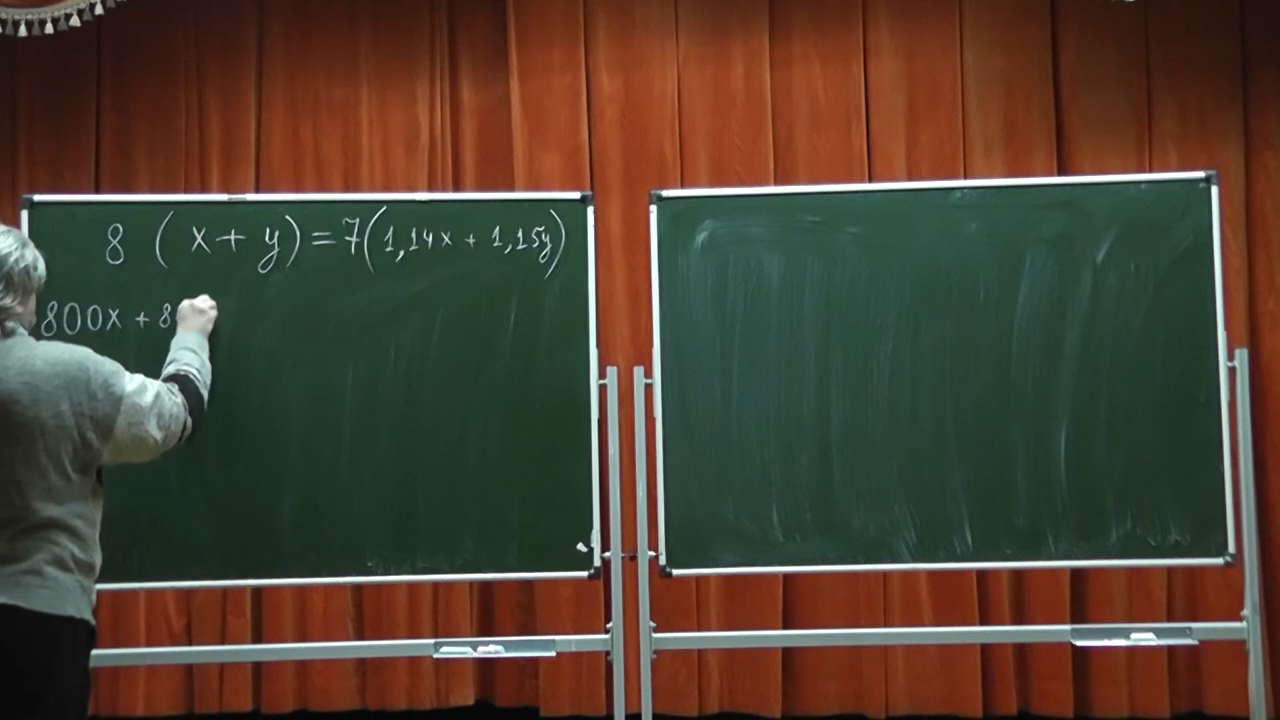 8 ( x + y ) = 7(1,14x + 1,15y)
800x + 8